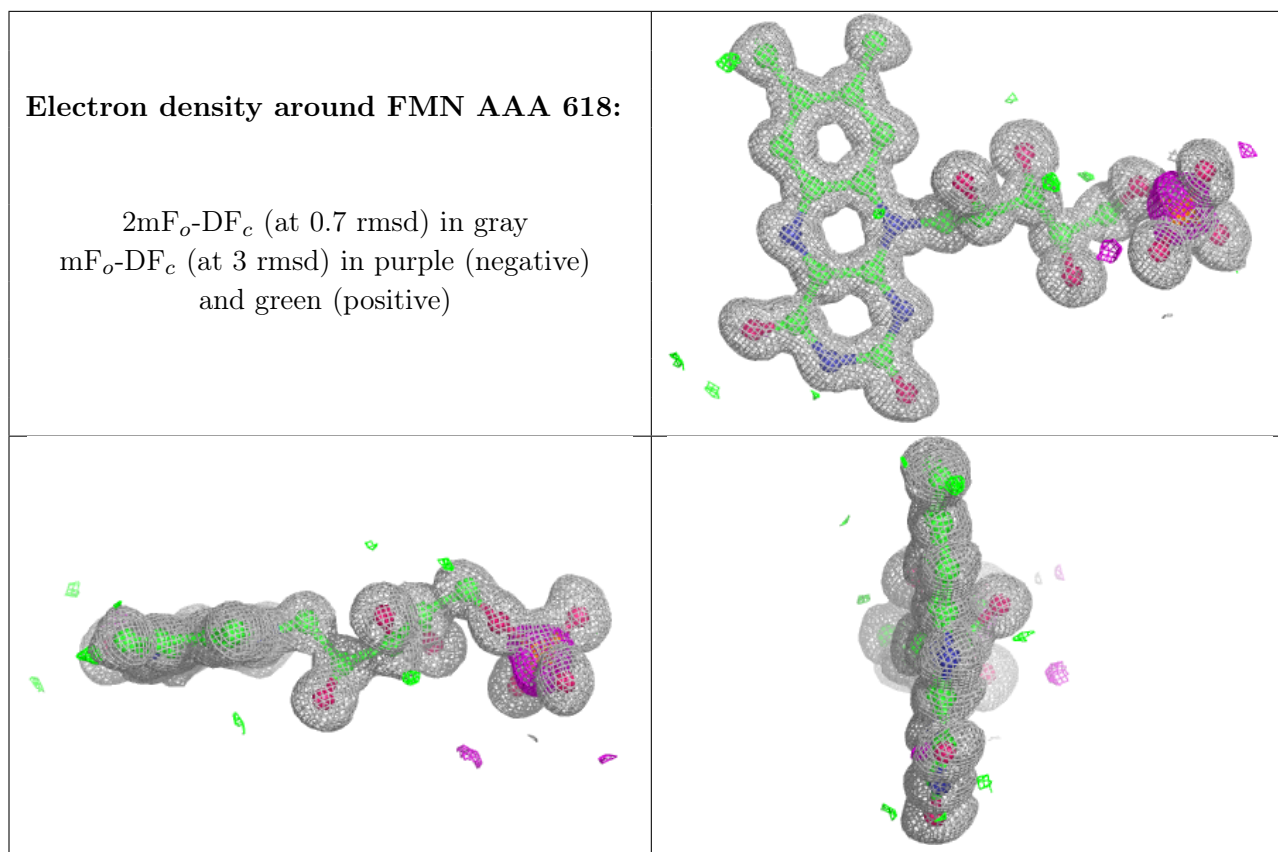 Electron density around FMN AAA 618:
2mFₒ-DF𝒸 (at 0.7 rmsd) in gray
mFₒ-DF𝒸 (at 3 rmsd) in purple (negative)
and green (positive)